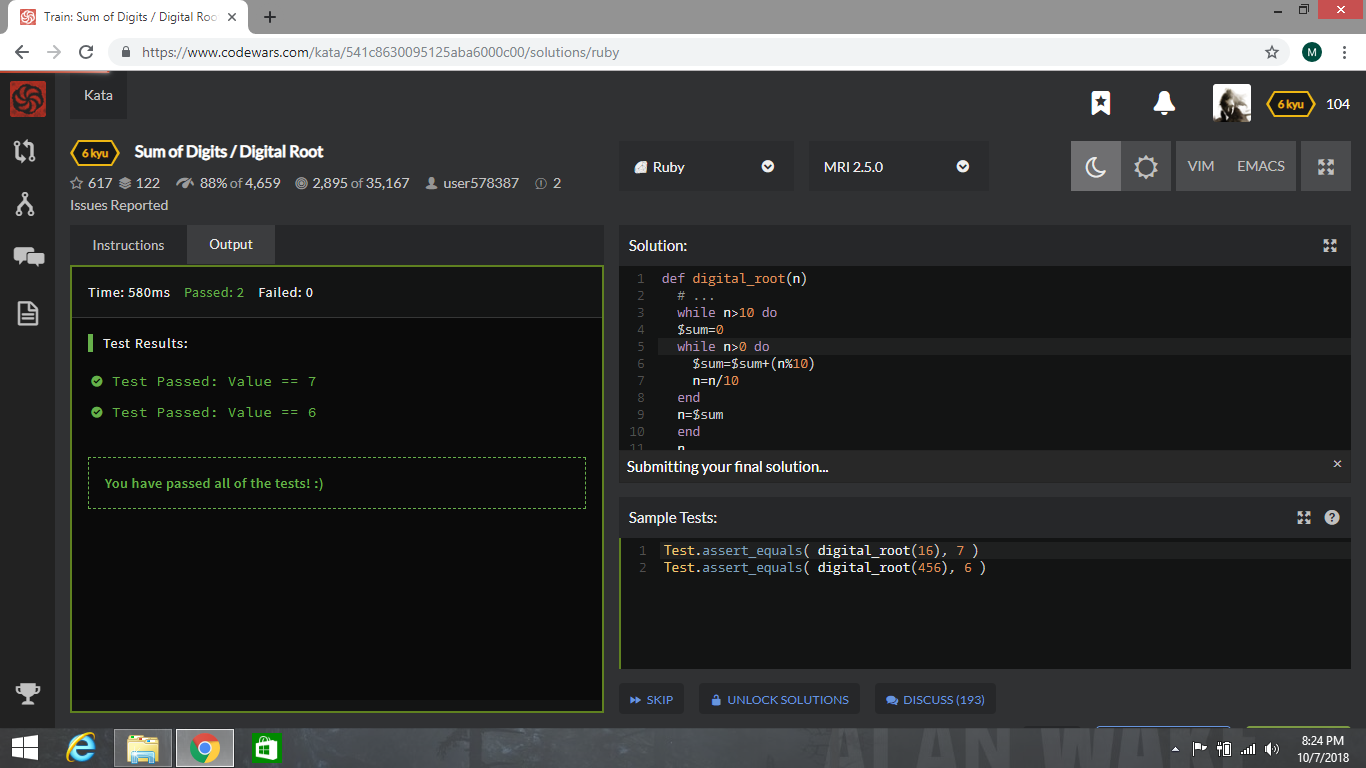 Train: Sum of Digits / Digital Roo
https://www.codewars.com/kata/541c8630095125aba6000c00/solutions/ruby
M
Kata
6 kyu 104
6 kyu Sum of Digits / Digital Root
617 122 88% of 4,659 2,895 of 35,167 user578387 2
Issues Reported
Ruby
MRI 2.5.0
VIM EMACS
Instructions Output
Time: 580ms Passed: 2 Failed: 0
Test Results:
Test Passed: Value == 7
Test Passed: Value == 6
You have passed all of the tests! :)
Solution:
1 def digital_root(n)
2 # ...
3 while n>10 do
4 $sum=0
5 while n>0 do
6 $sum=$sum+(n%10)
7 n=n/10
8 end
9 n=$sum
10 end
11 n
Submitting your final solution...
Sample Tests:
1 Test.assert_equals( digital_root(16), 7 )
2 Test.assert_equals( digital_root(456), 6 )
SKIP UNLOCK SOLUTIONS DISCUSS (193)
ALAN WAKE
8:24 PM
10/7/2018